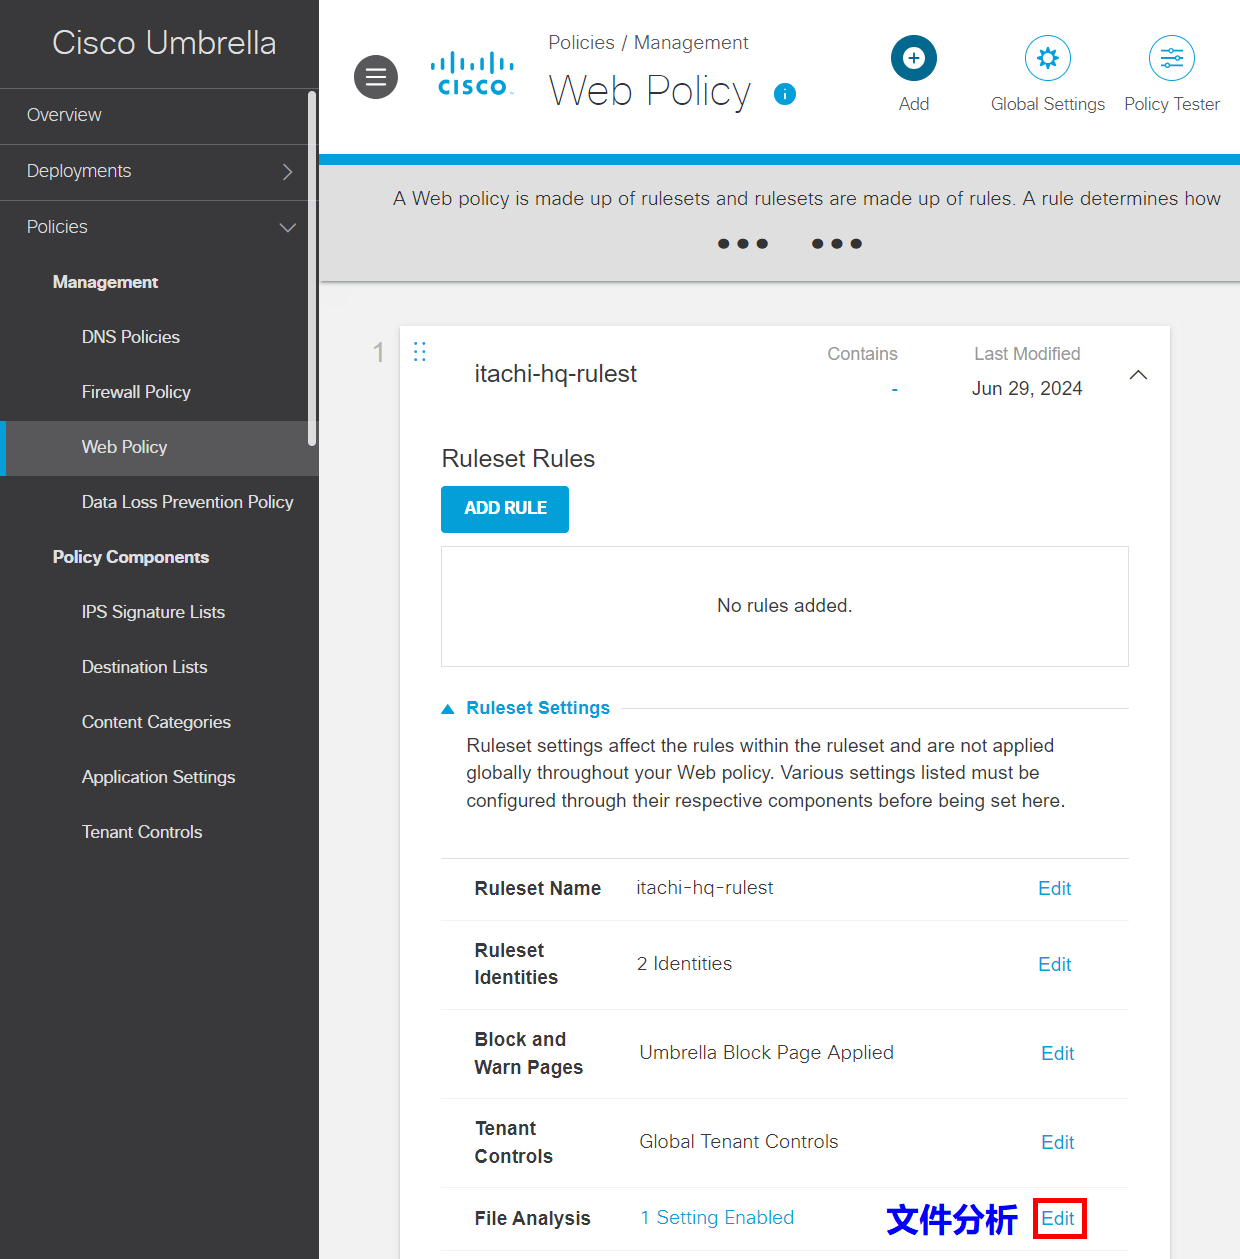 Cisco Umbrella
Overview
Deployments
Policies
Management
DNS Policies
Firewall Policy
Web Policy
Data Loss Prevention Policy
Policy Components
IPS Signature Lists
Destination Lists
Content Categories
Application Settings
Tenant Controls
CISCO
Policies / Management
Web Policy
Add
Global Settings
Policy Tester
A Web policy is made up of rulesets and rulesets are made up of rules. A rule determines how
1
itachi-hq-rulest
Contains
-
Last Modified
Jun 29, 2024
Ruleset Rules
ADD RULE
No rules added.
Ruleset Settings
Ruleset settings affect the rules within the ruleset and are not applied
globally throughout your Web policy. Various settings listed must be
configured through their respective components before being set here.
Ruleset Name itachi-hq-rulest Edit
Ruleset
Identities
2 Identities
Edit
Block and
Warn Pages
Umbrella Block Page Applied
Edit
Tenant
Controls
Global Tenant Controls
Edit
File Analysis 1 Setting Enabled 文件分析 Edit